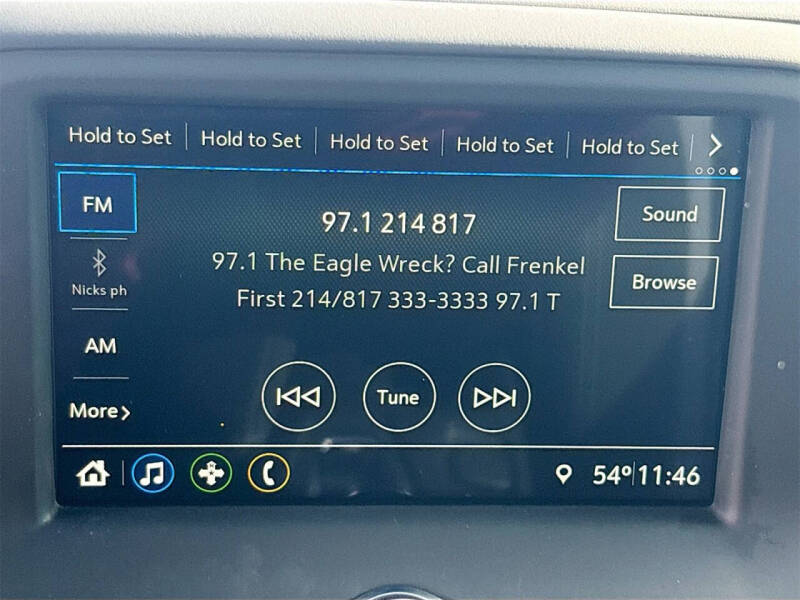 Hold to Set Hold to Set Hold to Set Hold to Set Hold to Set
FM
97.1 214 817
Sound
97.1 The Eagle Wreck? Call Frenkel
Nicks ph
First 214/817 333-3333 97.1 T
Browse
AM
Tune
More
54° 11:46